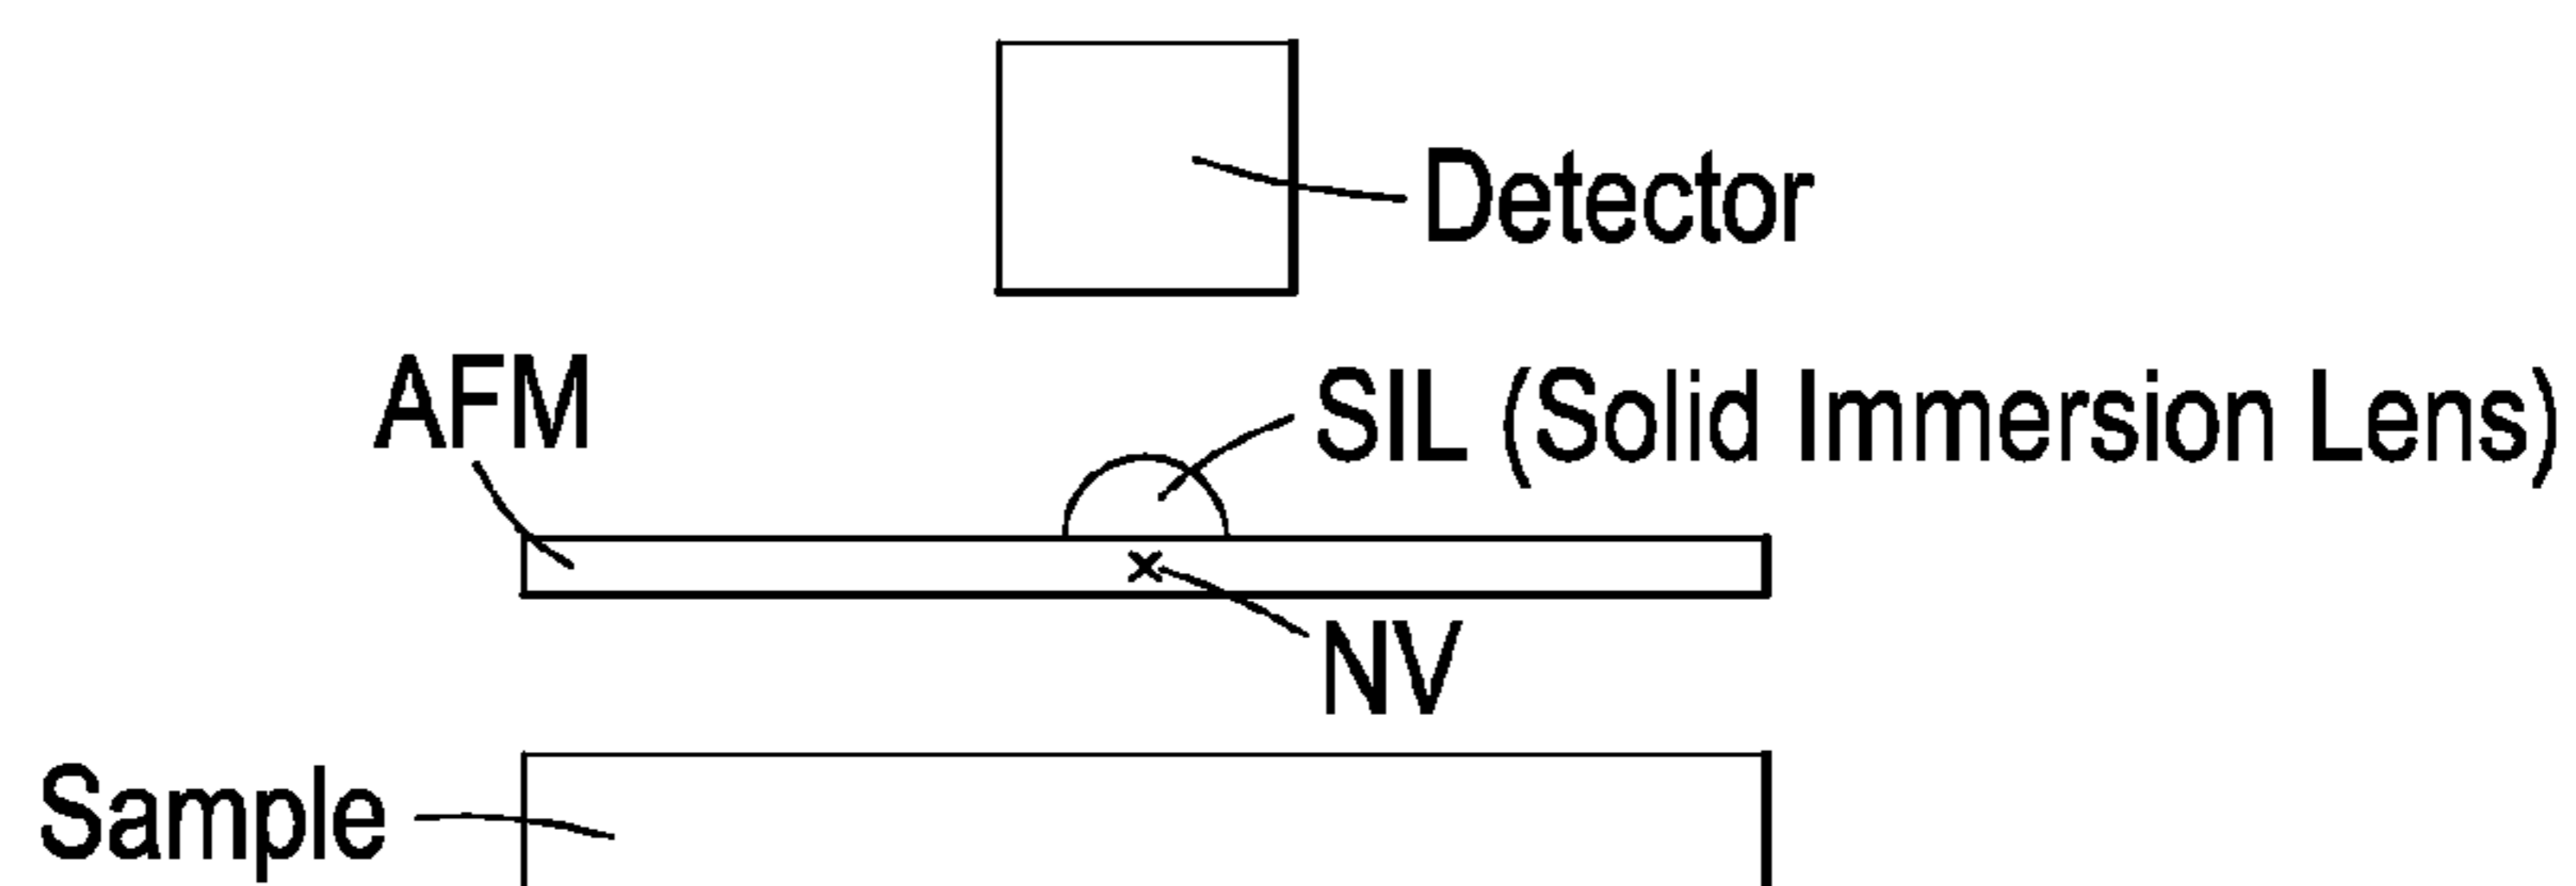 Detector
AFM
SIL (Solid Immersion Lens)
NV
Sample